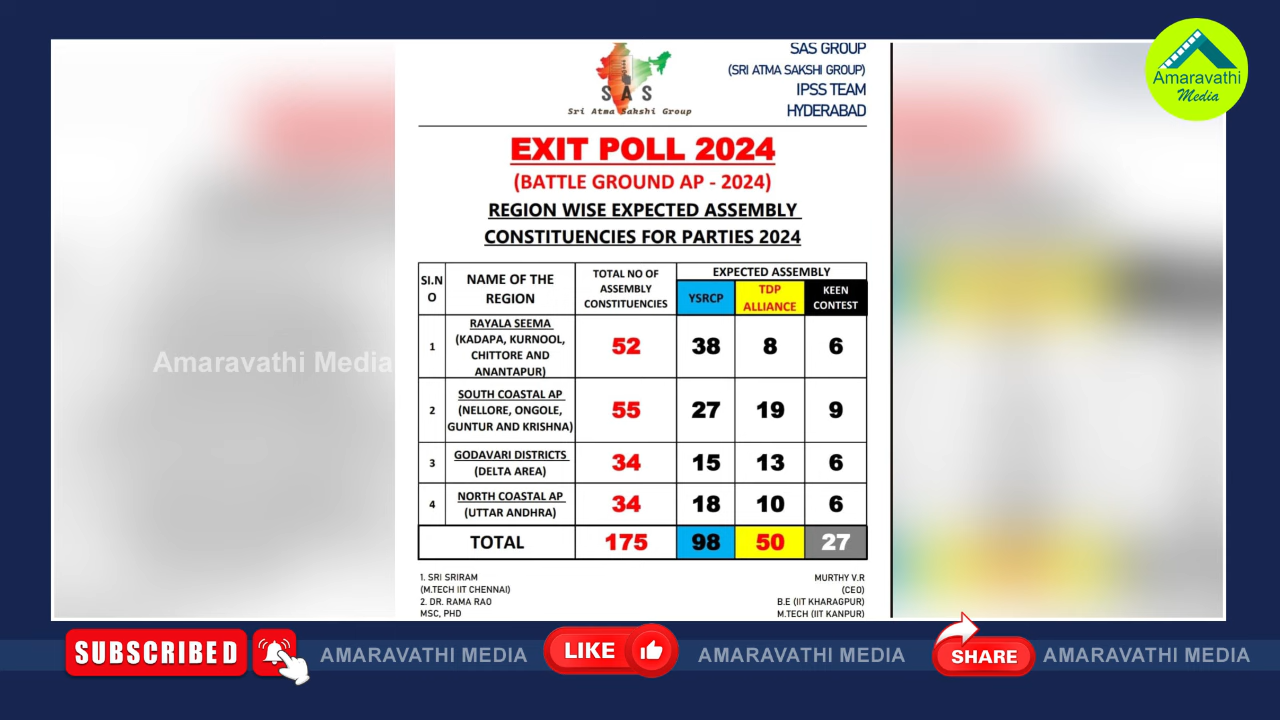 SAS GROUP
(SRI ATMA SAKSHI GROUP)
IPSS TEAM
HYDERABAD
S A S
Sri Atma Sakshi Group
Amaravathi
Media
EXIT POLL 2024
(BATTLE GROUND AP - 2024)
REGION WISE EXPECTED ASSEMBLY
CONSTITUENCIES FOR PARTIES 2024
SI.N
O
NAME OF THE
REGION
TOTAL NO OF
ASSEMBLY
CONSTITUENCIES
EXPECTED ASSEMBLY
YSRCP
TDP
ALLIANCE
KEEN
CONTEST
1
RAYALA SEEMA
(KADAPA, KURNOOL,
CHITTORE AND
ANANTAPUR)
52
38
8
6
2
SOUTH COASTAL AP
(NELLORE, ONGOLE,
GUNTUR AND KRISHNA)
55
27
19
9
3
GODAVARI DISTRICTS
(DELTA AREA)
34
15
13
6
4
NORTH COASTAL AP
(UTTAR ANDHRA)
34
18
10
6
TOTAL
175
98
50
27
Amaravathi Media
1. SRI SRIRAM
(M.TECH IIT CHENNAI)
2. DR. RAMA RAO
MSC, PHD
MURTHY V.R
(CEO)
B.E (IIT KHARAGPUR)
M.TECH (IIT KANPUR)
SUBSCRIBED
AMARAVATHI MEDIA
LIKE
AMARAVATHI MEDIA
SHARE
AMARAVATHI MEDIA